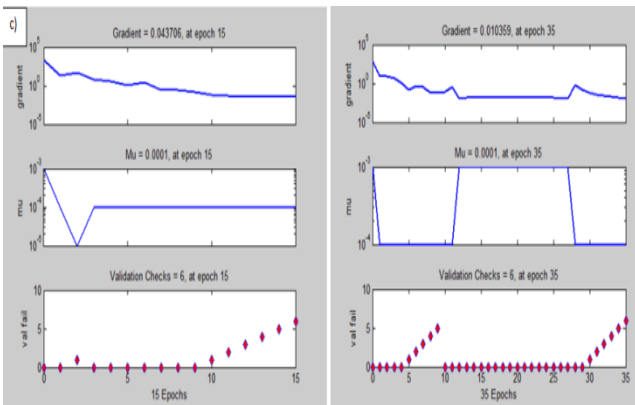 c)
Gradient = 0.043706, at epoch 15
10^5
10^0
10^-5
gradient
Mu = 0.0001, at epoch 15
10^-3
10^-4
10^-5
mu
Validation Checks = 6, at epoch 15
10
5
0
val fail
0 5 10 15
15 Epochs
Gradient = 0.010359, at epoch 35
10^5
10^0
10^-5
gradient
Mu = 0.0001, at epoch 35
10^-3
10^-4
mu
Validation Checks = 6, at epoch 35
10
5
0
val fail
0 5 10 15 20 25 30 35
35 Epochs